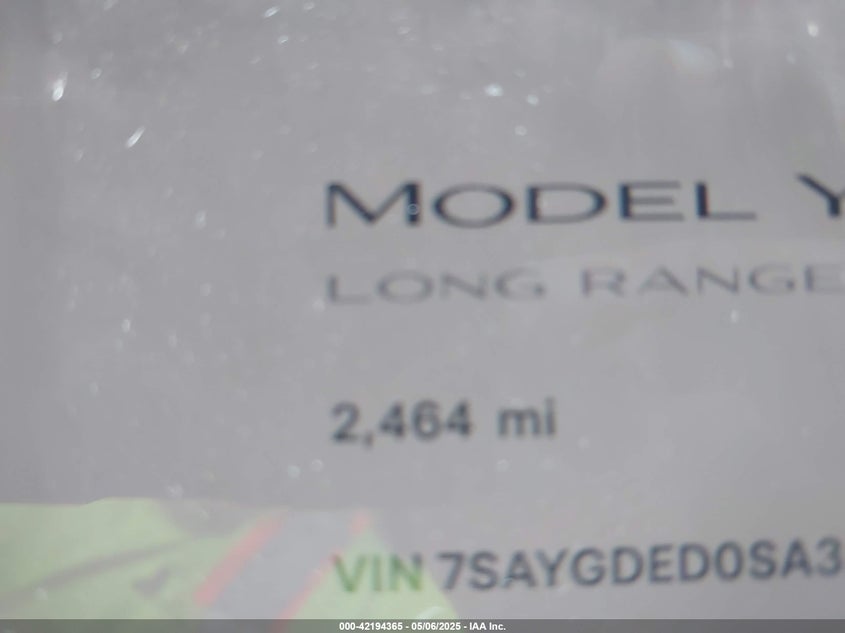 MODEL Y
LONG RANGE
2,464 mi
VIN 7SAYGDED0SA3
000-42194365 - 05/06/2025 - IAA Inc.